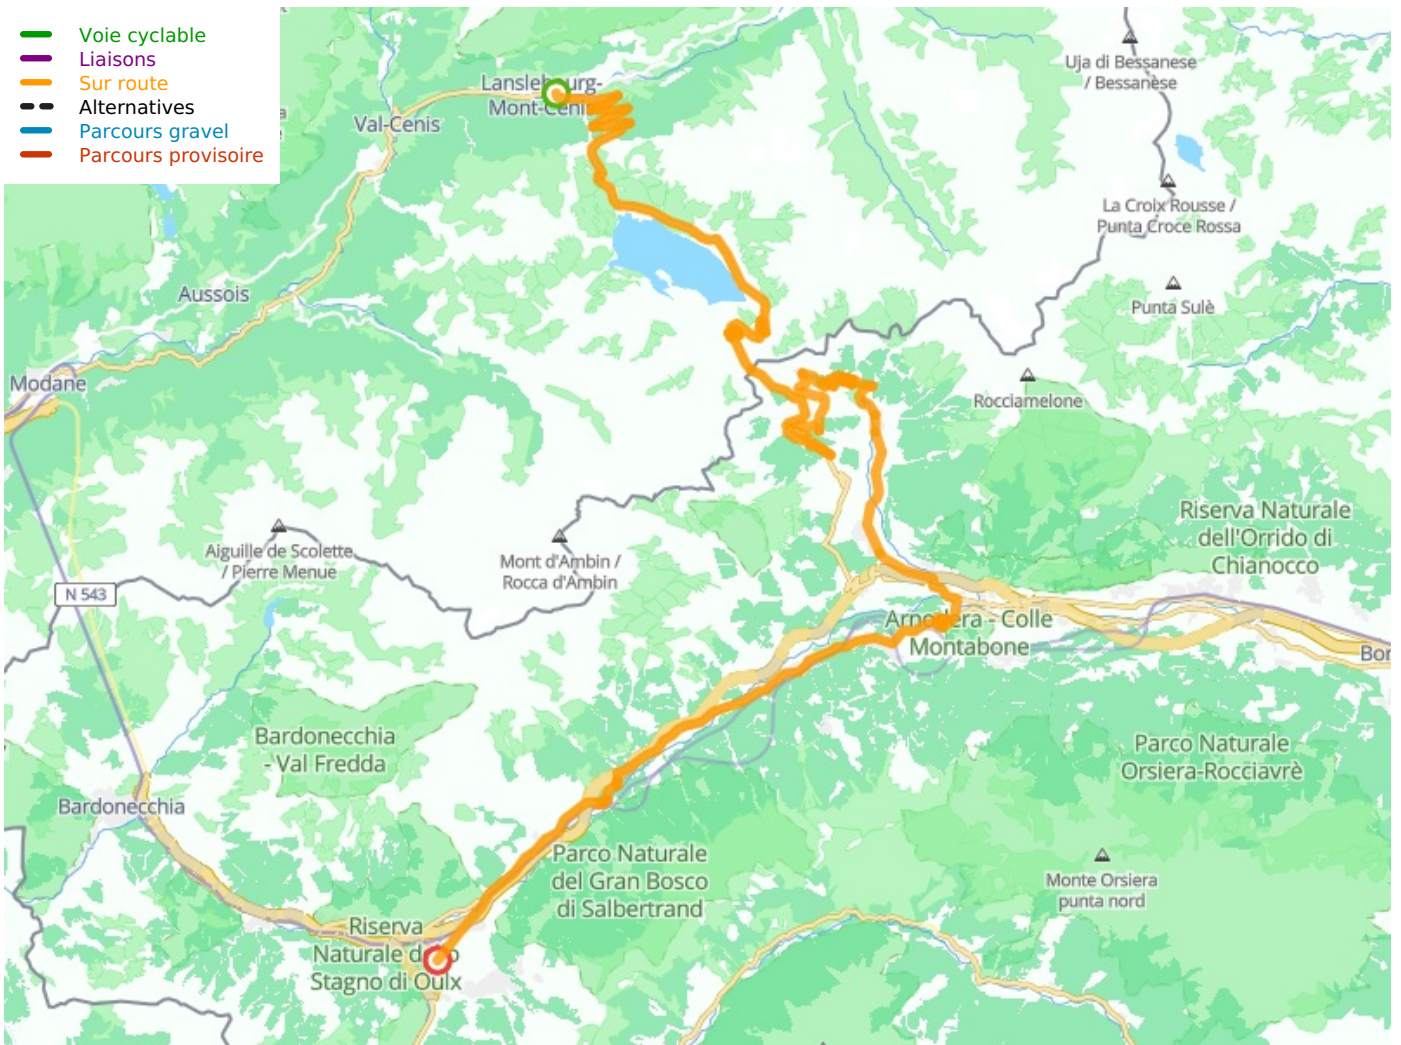 Voie cyclable
Liaisons
Sur route
Alternatives
Parcours gravel
Parcours provisoire
Uja di Bessanese
/ Bessanèse
Val-Cenis
La Croix Rousse /
Punta Croce Rossa
Aussois
Punta Sulè
Modane
Rocciamelone
Riserva Naturale
dell'Orrido di
Chianocco
Aiguille de Scolette
/ Pierre Menue
Mont d'Ambin /
Rocca d'Ambin
N 543
- Colle
Montabone
Bardonecchia
- Val Fredda
Parco Naturale
Orsiera-Rocciavrè
Bardonecchia
Parco Naturale
del Gran Bosco
di Salbertrand
Monte Orsiera
punta nord
Riserva
Naturale
Stagno di Oulx